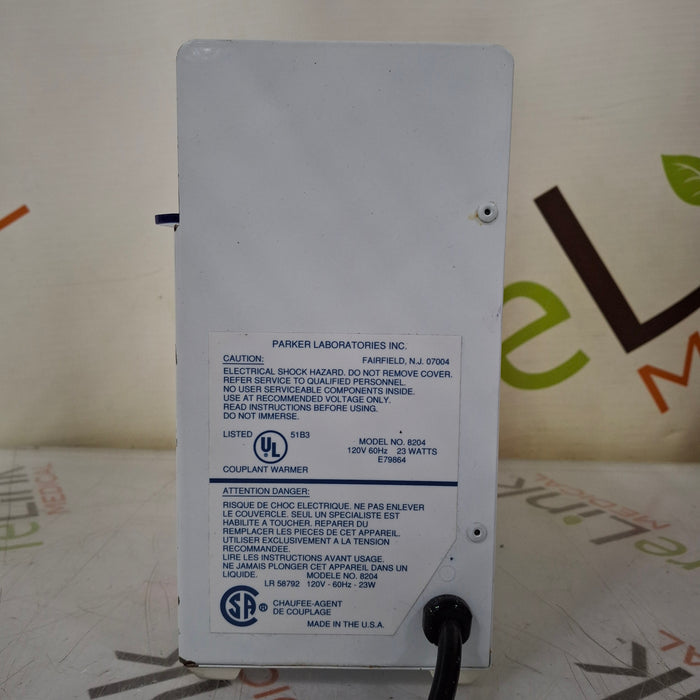 PARKER LABORATORIES INC.
CAUTION: FAIRFIELD, N.J. 07004
ELECTRICAL SHOCK HAZARD. DO NOT REMOVE COVER.
REFER SERVICE TO QUALIFIED PERSONNEL.
NO USER SERVICEABLE COMPONENTS INSIDE.
USE AT RECOMMENDED VOLTAGE ONLY.
READ INSTRUCTIONS BEFORE USING.
DO NOT IMMERSE.
LISTED UL 51B3
MODEL NO. 8204
120V 60Hz 23 WATTS
E79864
COUPLANT WARMER
ATTENTION DANGER:
RISQUE DE CHOC ELECTRIQUE. NE PAS ENLEVER
LE COUVERCLE. SEUL UN SPECIALISTE EST
HABILITE A TOUCHER. REPARER DU
REMPLACER LES PIECES DE CET APPAREIL.
UTILISER EXCLUSIVEMENT A LA TENSION
RECOMMANDEE.
LIRE LES INSTRUCTIONS AVANT USAGE.
NE JAMAIS PLONGER CET APPAREIL DANS UN
LIQUIDE. MODELE NO. 8204
LR 58792 120V - 60Hz - 23W
SA ®
CHAUFEE-AGENT
DE COUPLAGE
MADE IN THE U.S.A.
reLink
MEDICAL
reLink
MEDICAL